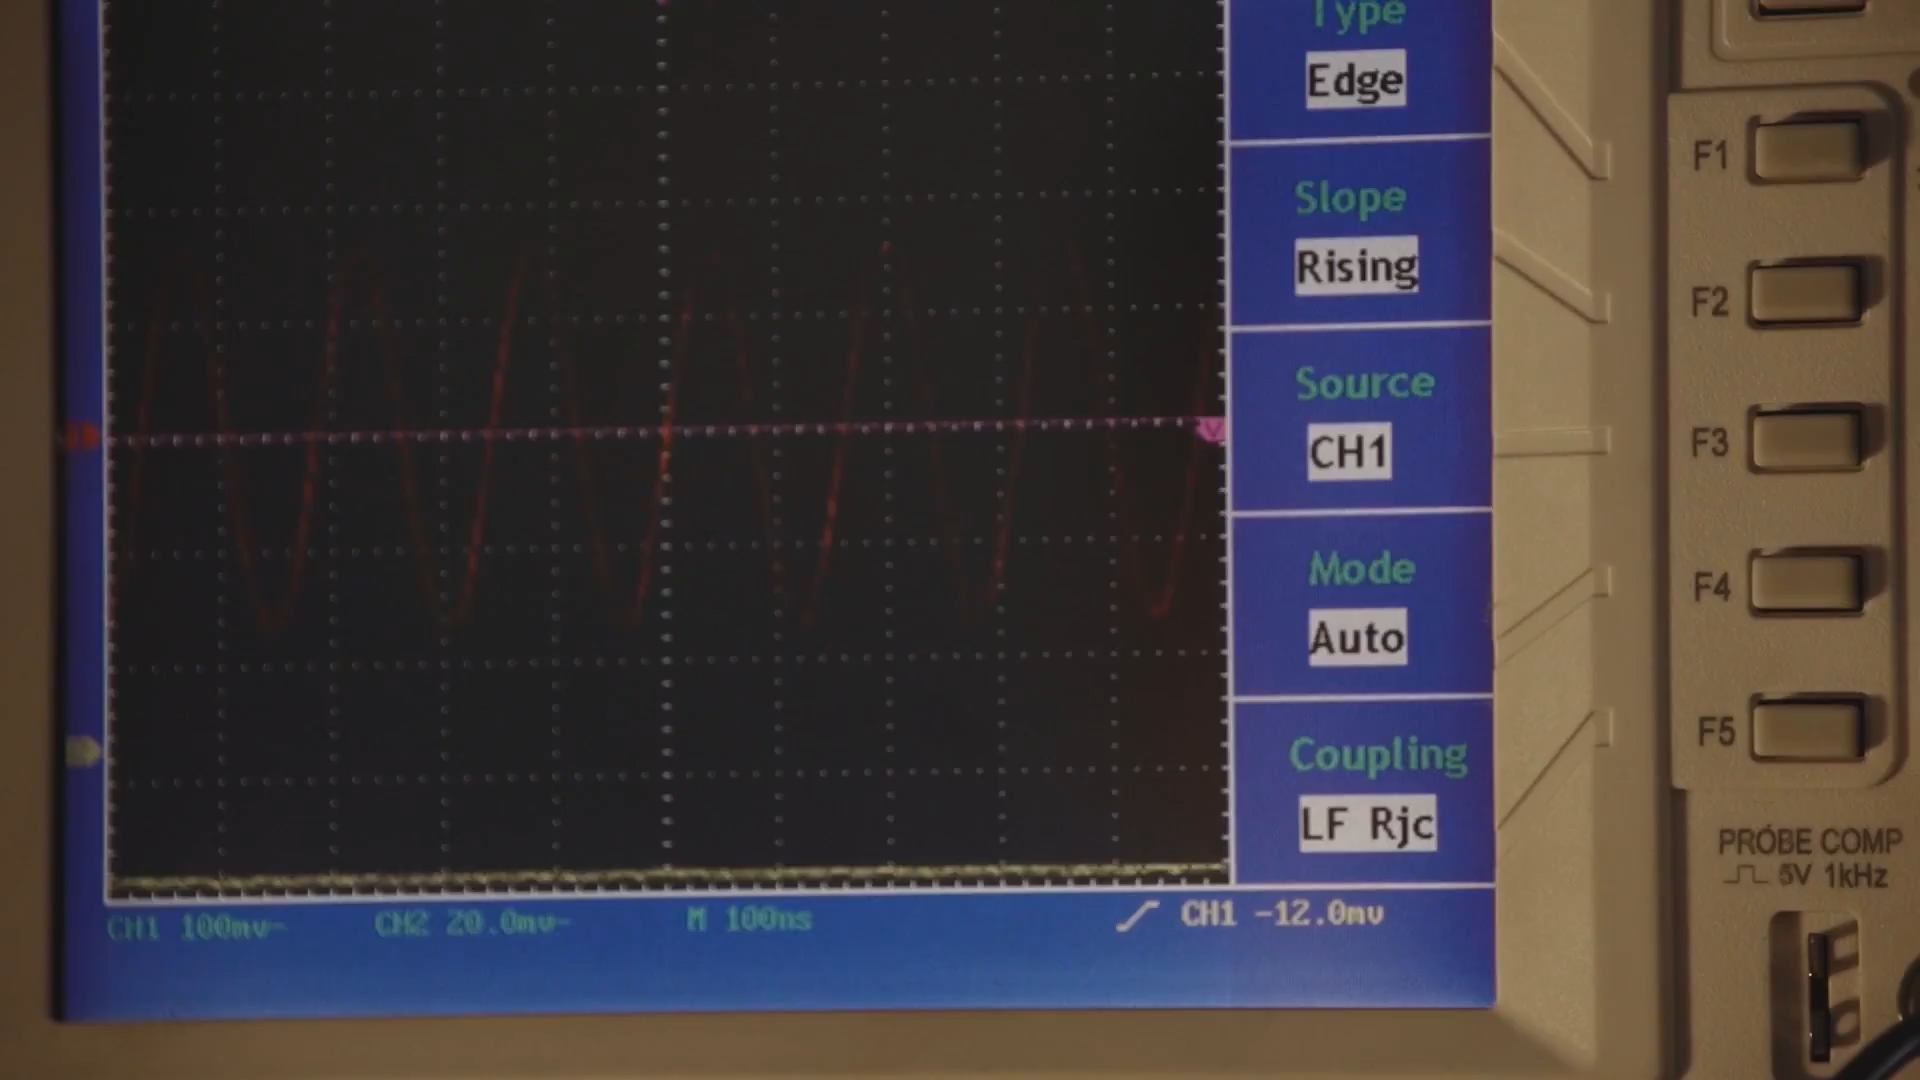 Type
Edge
Slope
Rising
Source
CH1
Mode
Auto
Coupling
LF Rjc
CH1 100mv~ CH2 20.0mv~ M 100ns CH1 -12.0mv
F1
F2
F3
F4
F5
PROBE COMP
5V 1kHz